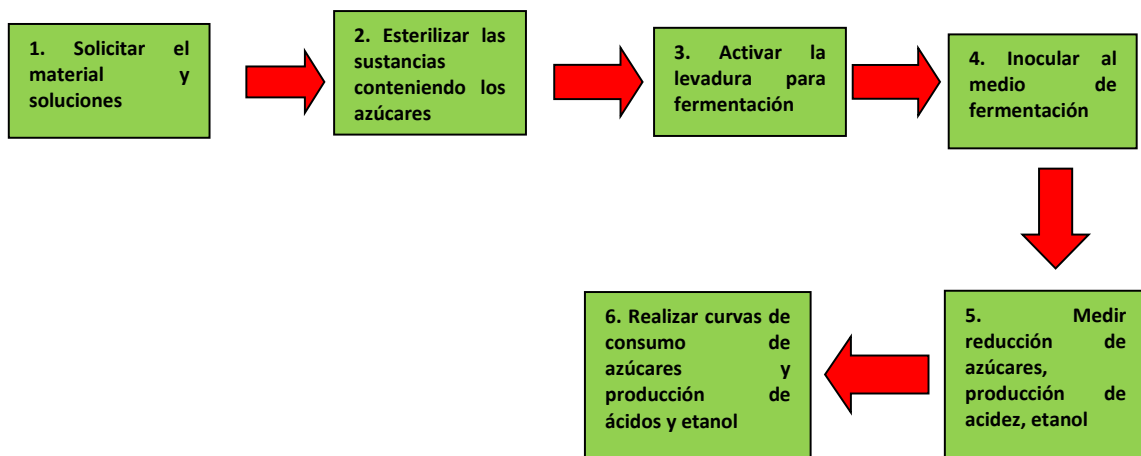 1. Solicitar el
material y
soluciones
2. Esterilizar las
sustancias
conteniendo los
azúcares
3. Activar la
levadura para
fermentación
4. Inocular al
medio de
fermentación
5. Medir
reducción de
azúcares,
producción de
acidez, etanol
6. Realizar curvas de
consumo de
azúcares y
producción de
ácidos y etanol